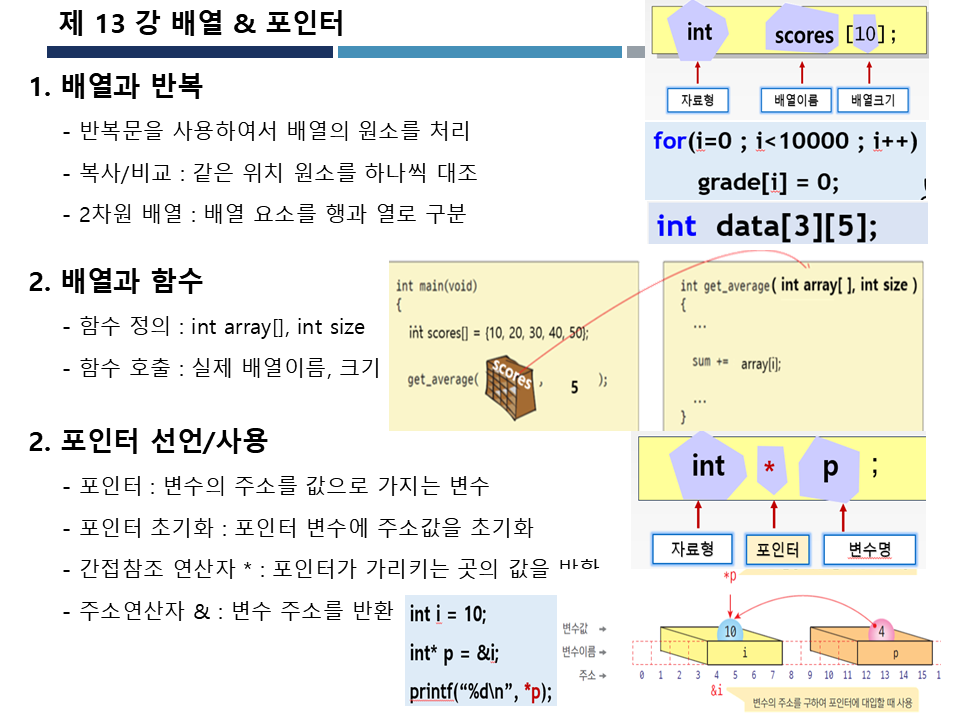 제 13 강 배열 & 포인터
int scores [10];
자료형 배열이름 배열크기
1. 배열과 반복
- 반복문을 사용하여서 배열의 원소를 처리
- 복사/비교 : 같은 위치 원소를 하나씩 대조
- 2차원 배열 : 배열 요소를 행과 열로 구분
for(i=0 ; i<10000 ; i++)
grade[i] = 0;
int data[3][5];
2. 배열과 함수
- 함수 정의 : int array[], int size
- 함수 호출 : 실제 배열이름, 크기
int main(void)
{
int scores[] = {10, 20, 30, 40, 50};
get_average( scores , 5 );
int get_average( int array[ ], int size )
{
...
sum += array[i];
...
}
2. 포인터 선언/사용
- 포인터 : 변수의 주소를 값으로 가지는 변수
- 포인터 초기화 : 포인터 변수에 주소값을 초기화
- 간접참조 연산자 * : 포인터가 가리키는 곳의 값을
- 주소연산자 & : 변수 주소를 반환
int * p ;
자료형 포인터 변수명
int i = 10;
int* p = &i;
printf("%d\n", *p);
*p
변수값 → 10 4
변수이름 → i p
주소 → 0 1 2 3 4 5 6 7 8 9 10 11 12 13 14 15 1
&i
변수의 주소를 구하여 포인터에 대입할 때 사용